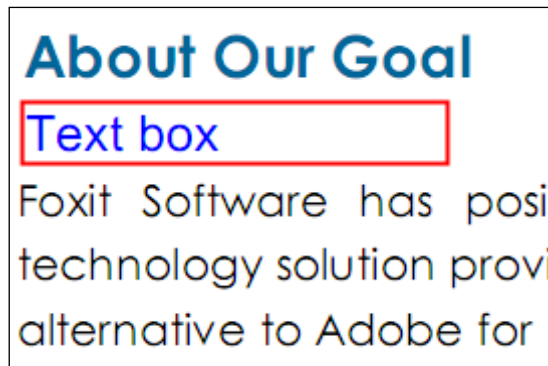 About Our Goal
Text box
Foxit Software has posi
technology solution provi
alternative to Adobe for